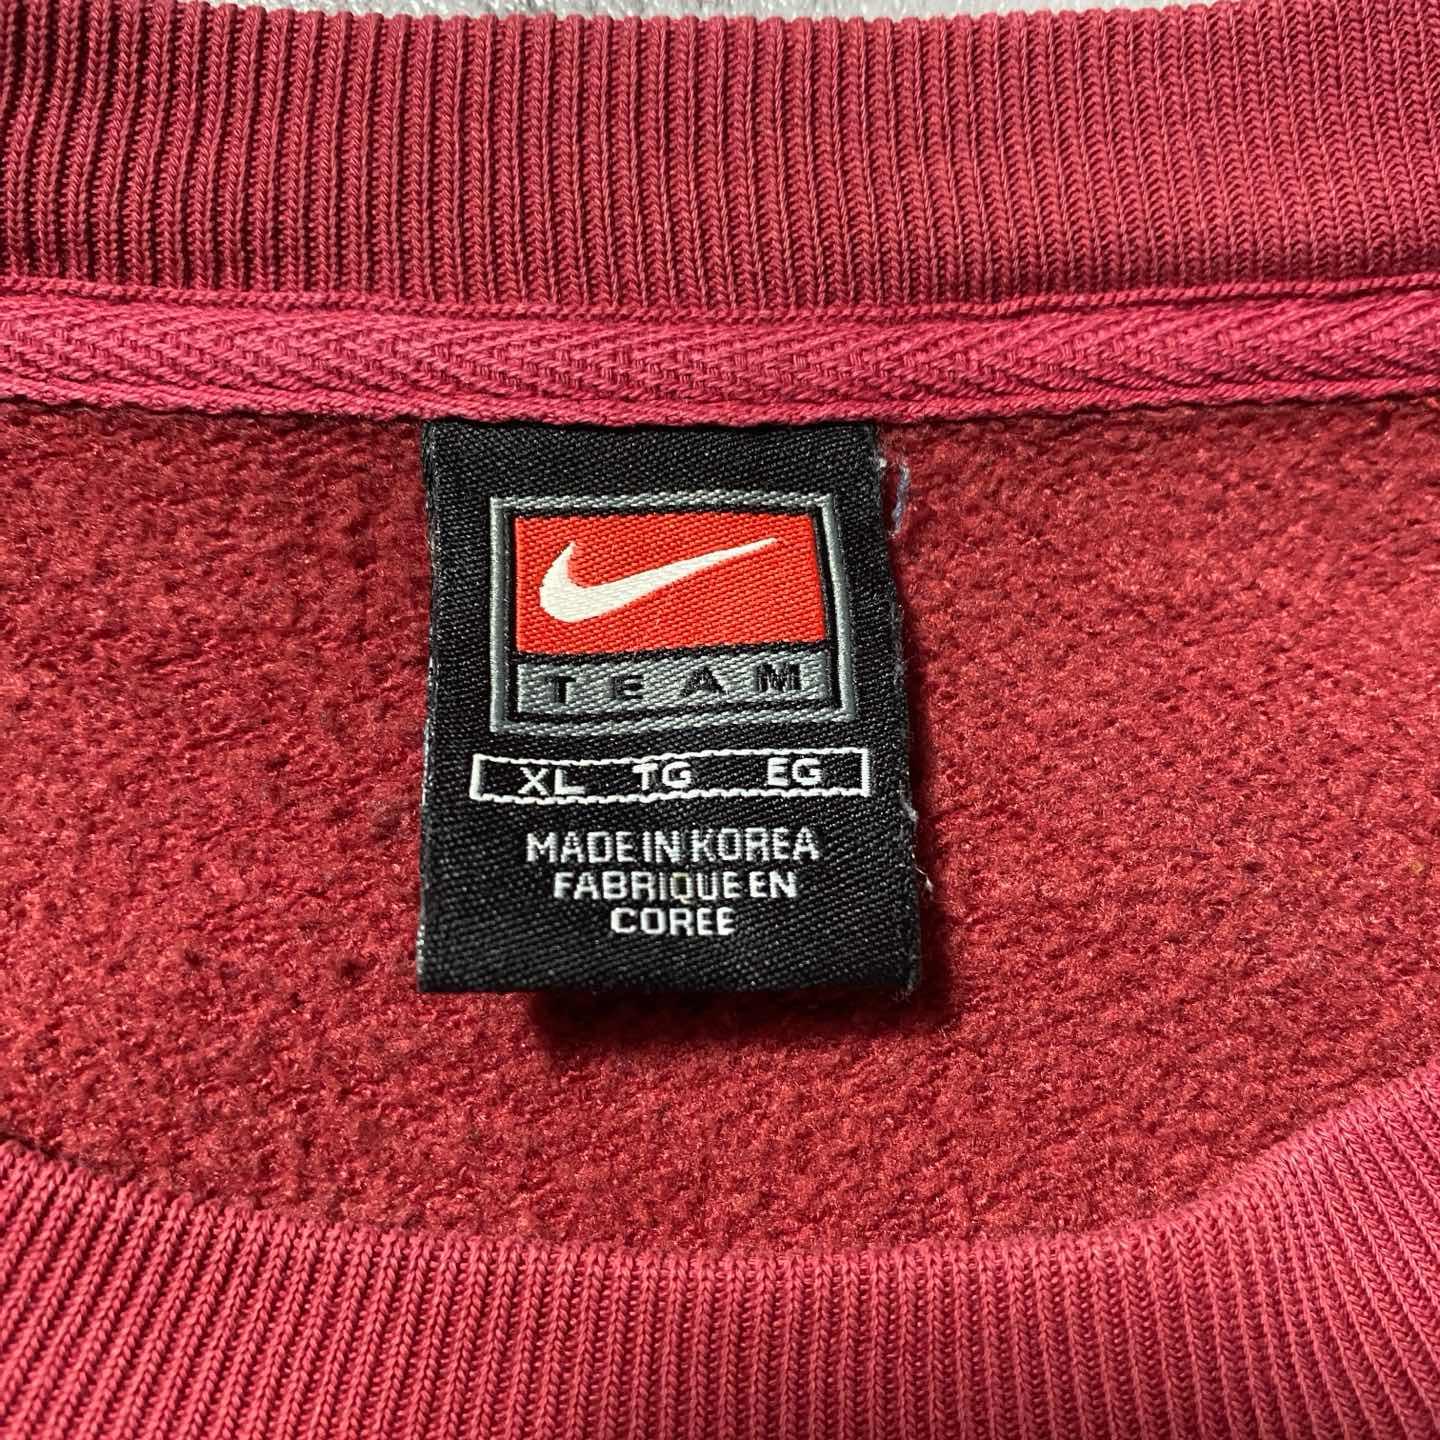 TEAM
XL TG EG
MADE IN KOREA
FABRIQUE EN
COREE